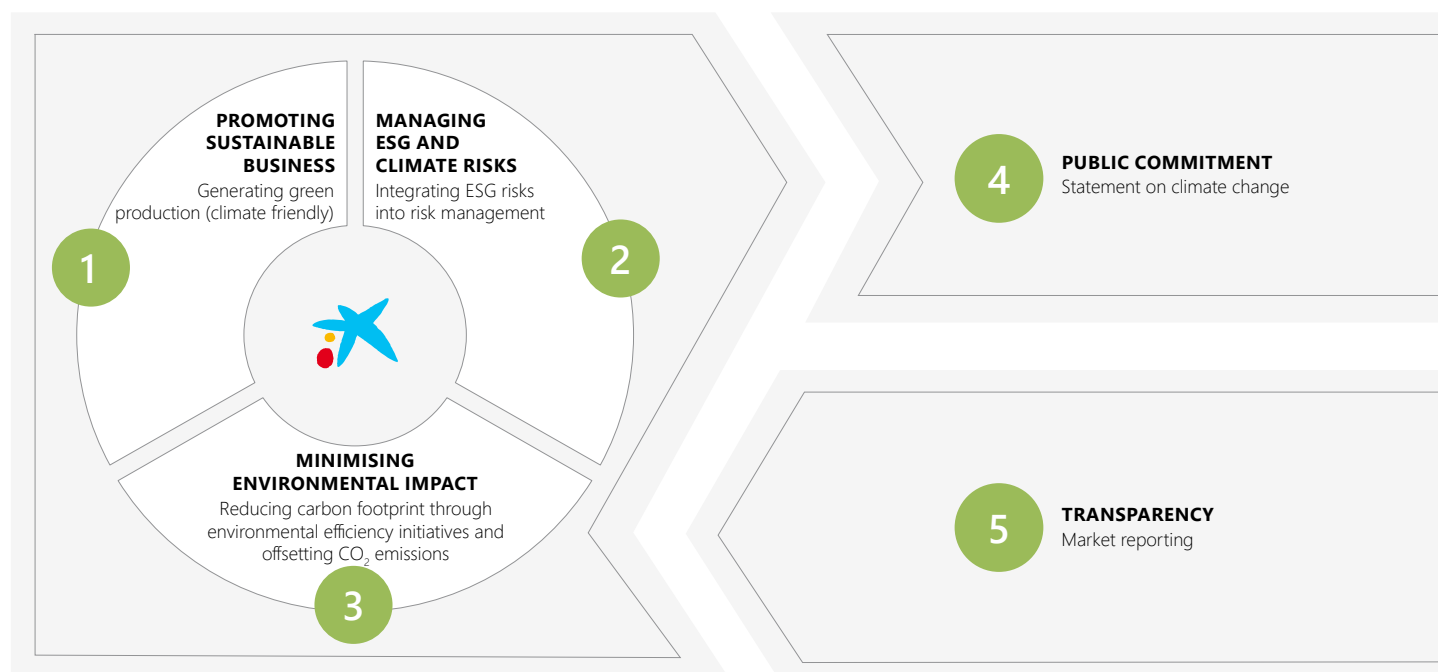 1
PROMOTING
SUSTAINABLE
BUSINESS
Generating green
production (climate friendly)
MANAGING
ESG AND
CLIMATE RISKS
Integrating ESG risks
into risk management
2
MINIMISING
ENVIRONMENTAL IMPACT
Reducing carbon footprint through
environmental efficiency initiatives and
offsetting CO₂ emissions
3
4
PUBLIC COMMITMENT
Statement on climate change
5
TRANSPARENCY
Market reporting